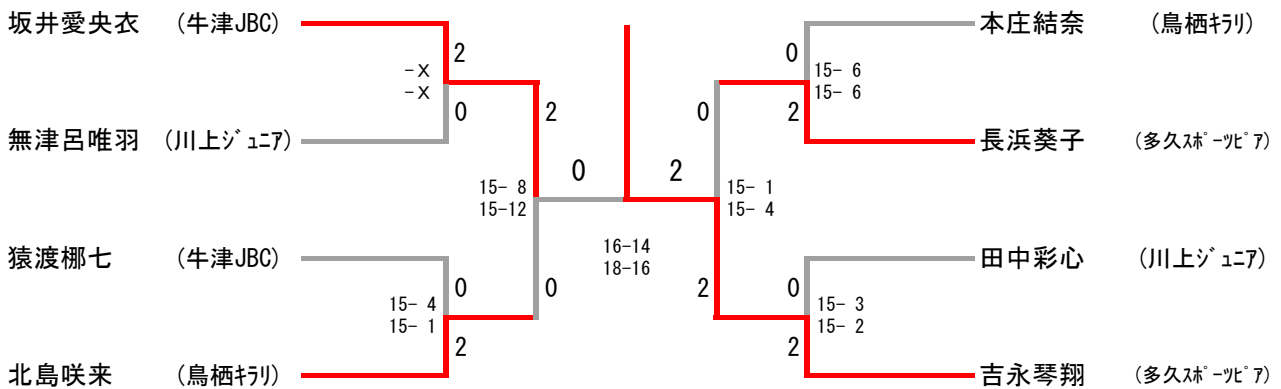 坂井愛央衣 (牛津JBC)
2
-X
-X
0
無津呂唯羽 (川上ｼﾞｭﾆｱ)
2
15- 8
15-12
0
猿渡梛七 (牛津JBC)
0
15- 4
15- 1
2
北島咲来 (鳥栖ｷﾗﾘ)
0
2
16-14
18-16
本庄結奈 (鳥栖ｷﾗﾘ)
0
15- 6
15- 6
2
長浜葵子 (多久ｽﾎﾟｰﾂﾋﾟｱ)
0
15- 1
15- 4
2
田中彩心 (川上ｼﾞｭﾆｱ)
0
15- 3
15- 2
2
吉永琴翔 (多久ｽﾎﾟｰﾂﾋﾟｱ)
0